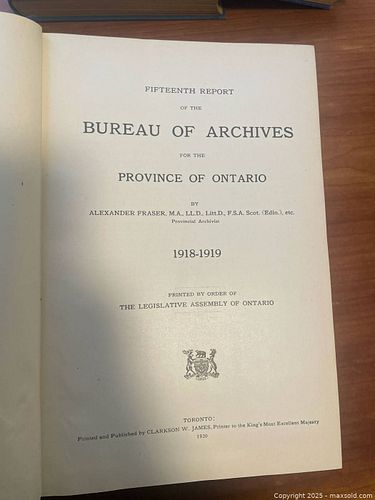 FIFTEENTH REPORT
OF THE
BUREAU OF ARCHIVES
FOR THE
PROVINCE OF ONTARIO
BY
ALEXANDER FRASER, M.A., LL.D., Litt.D., F.S.A. Scot. (Edin.), etc.
Provincial Archivist
1918-1919
PRINTED BY ORDER OF
THE LEGISLATIVE ASSEMBLY OF ONTARIO
TORONTO:
Printed and Published by CLARKSON W. JAMES, Printer to the King's Most Excellent Majesty
1920
Copyright © 2025 - maxsold.com